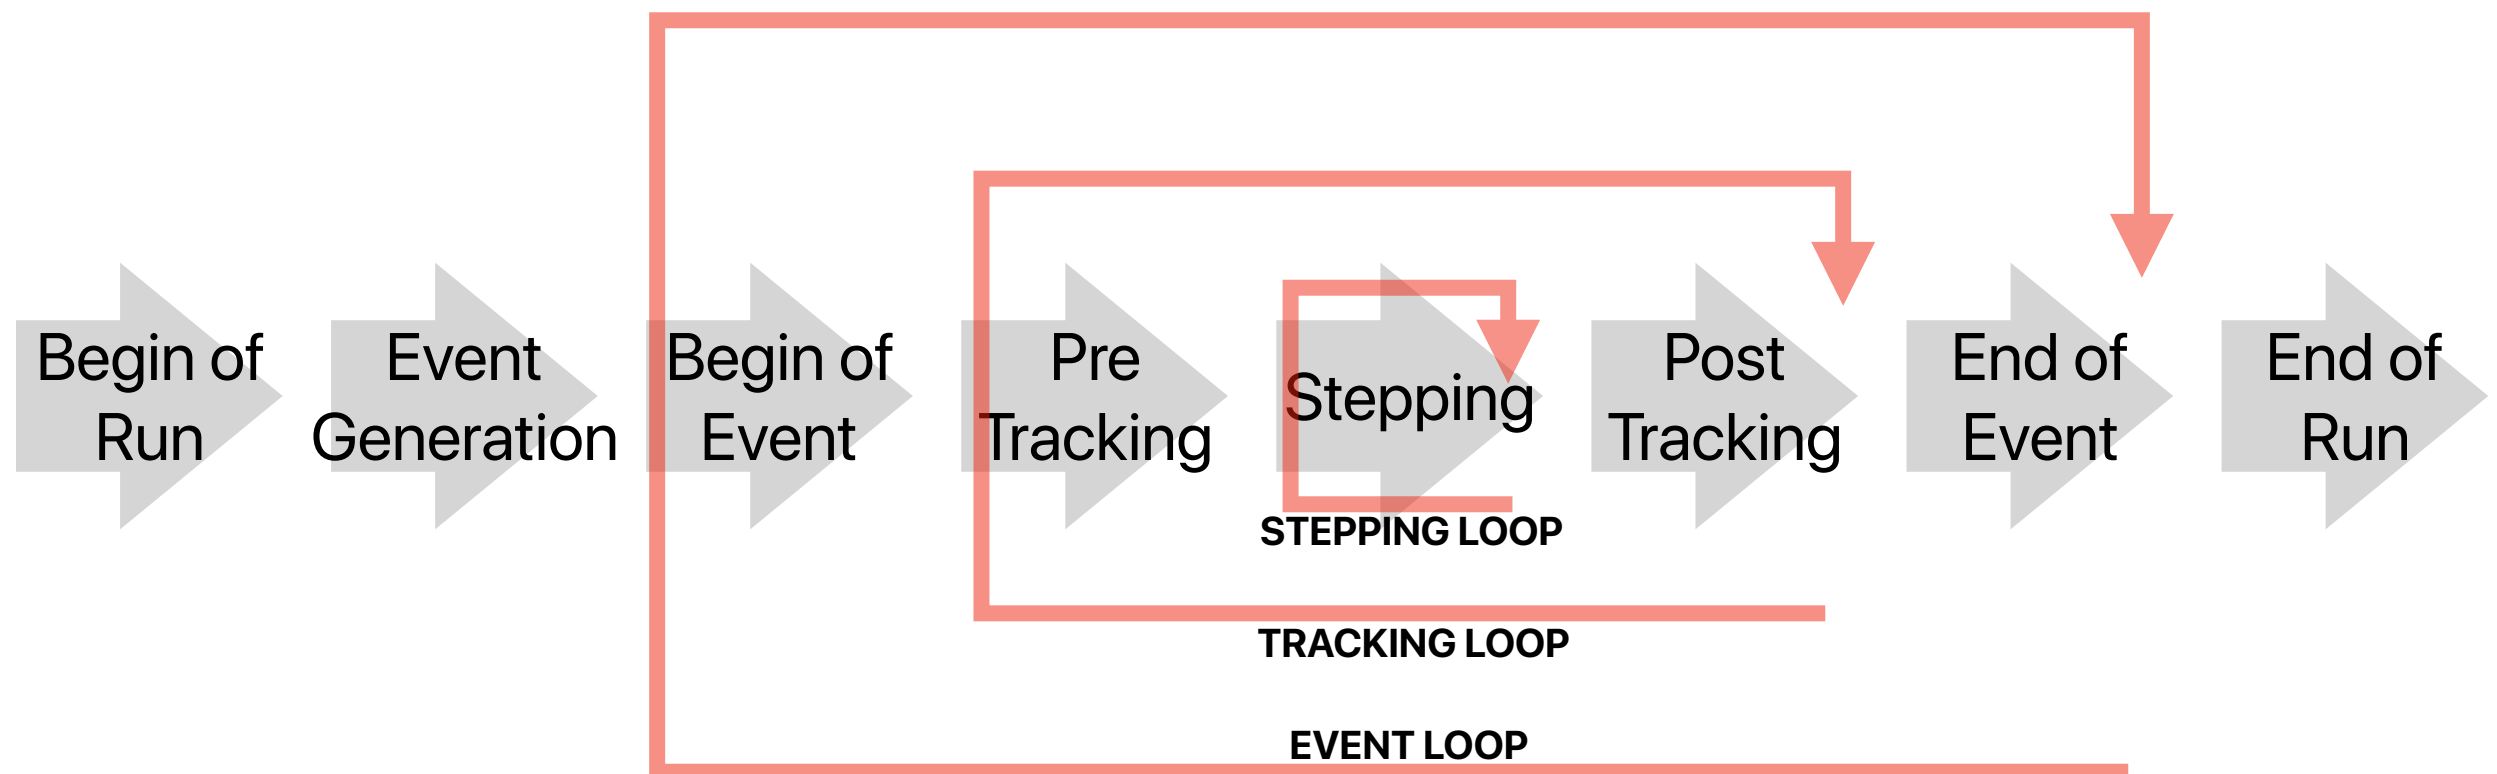 Begin of
Run
Event
Generation
Begin of
Event
Pre
Tracking
Stepping
Post
Tracking
End of
Event
End of
Run
STEPPING LOOP
TRACKING LOOP
EVENT LOOP